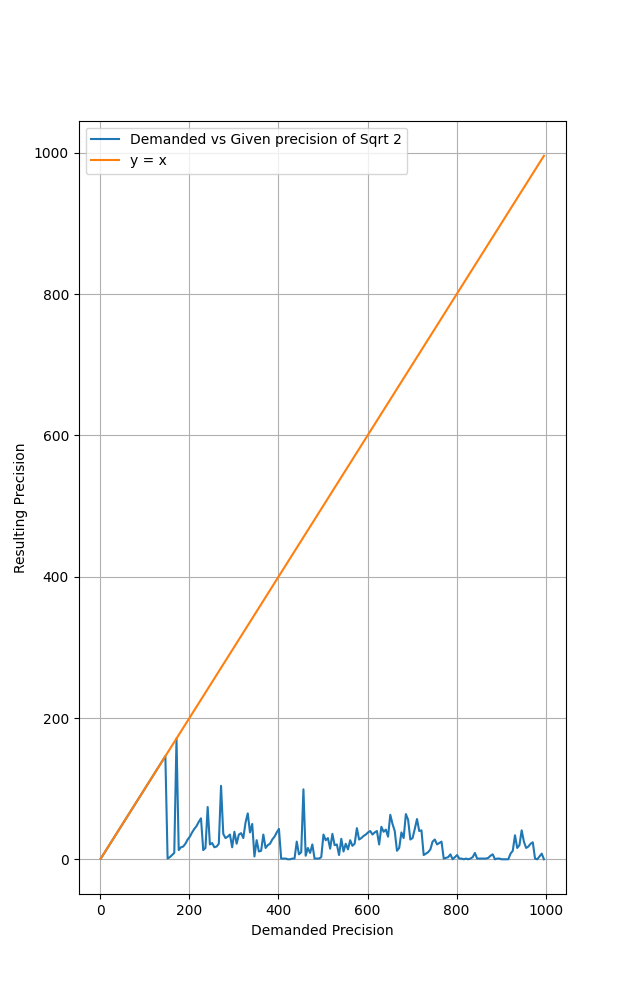 Demanded vs Given precision of Sqrt 2
y = x
1000
800
600
400
200
0
Resulting Precision
0 200 400 600 800 1000
Demanded Precision